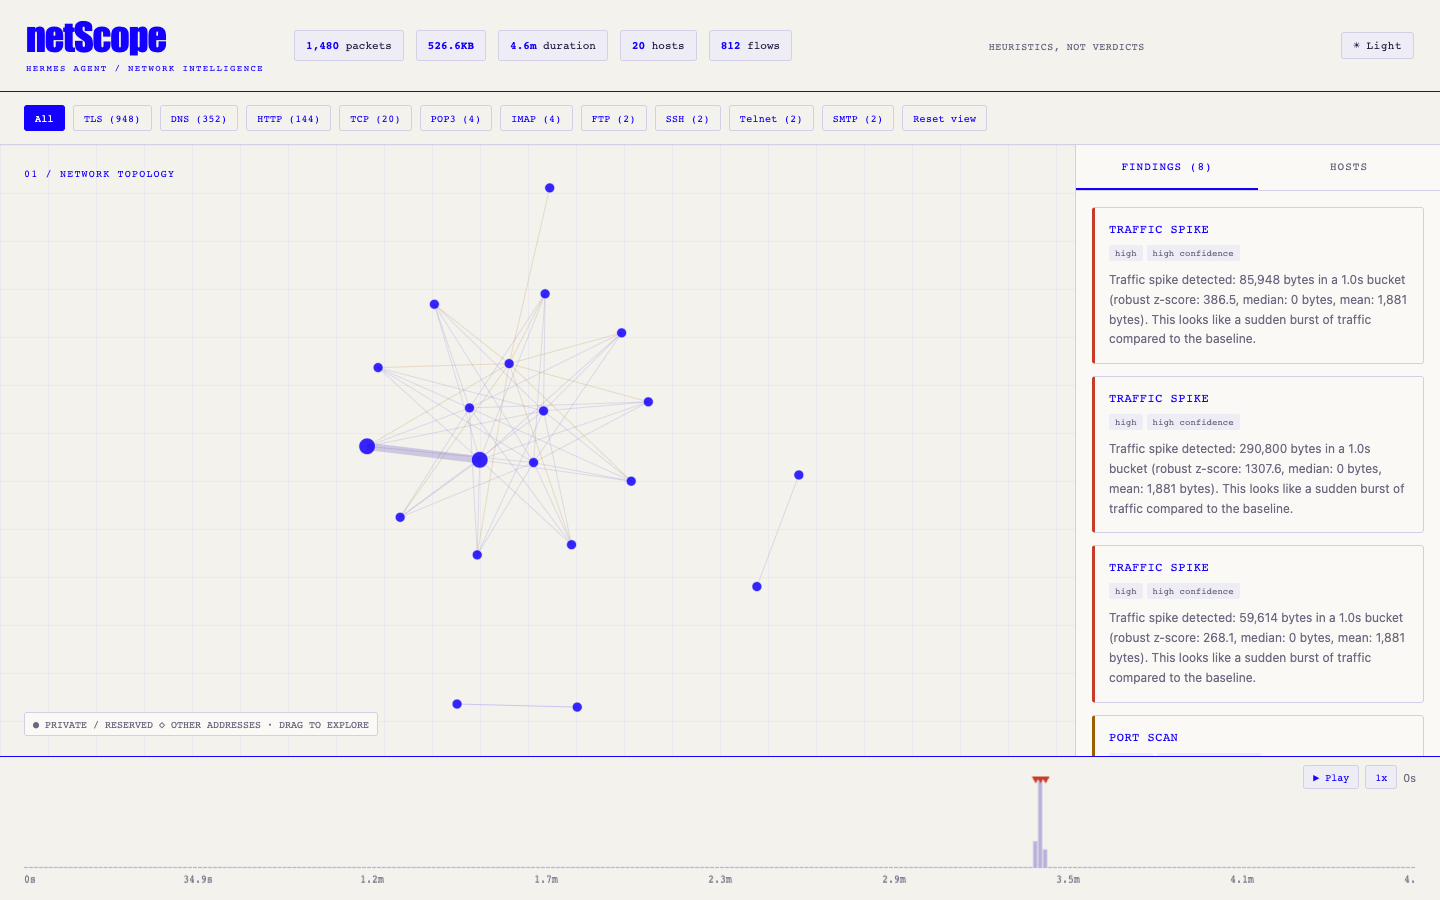 netScope
HERMES AGENT / NETWORK INTELLIGENCE
1,480 packets
526.6KB
4.6m duration
20 hosts
812 flows
HEURISTICS, NOT VERDICTS
☀ Light
All
TLS (948)
DNS (352)
HTTP (144)
TCP (20)
POP3 (4)
IMAP (4)
FTP (2)
SSH (2)
Telnet (2)
SMTP (2)
Reset view
01 / NETWORK TOPOLOGY
● PRIVATE / RESERVED ◇ OTHER ADDRESSES · DRAG TO EXPLORE
FINDINGS (8)
HOSTS
TRAFFIC SPIKE
high
high confidence
Traffic spike detected: 85,948 bytes in a 1.0s bucket
(robust z-score: 386.5, median: 0 bytes, mean: 1,881
bytes). This looks like a sudden burst of traffic
compared to the baseline.
TRAFFIC SPIKE
high
high confidence
Traffic spike detected: 290,800 bytes in a 1.0s
bucket (robust z-score: 1307.6, median: 0 bytes,
mean: 1,881 bytes). This looks like a sudden burst of
traffic compared to the baseline.
TRAFFIC SPIKE
high
high confidence
Traffic spike detected: 59,614 bytes in a 1.0s bucket
(robust z-score: 268.1, median: 0 bytes, mean: 1,881
bytes). This looks like a sudden burst of traffic
compared to the baseline.
PORT SCAN
▶ Play
1x
0s
0s
34.9s
1.2m
1.7m
2.3m
2.9m
3.5m
4.1m
4.